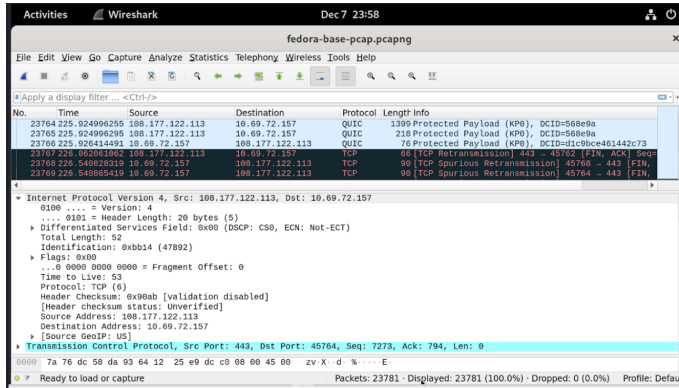 Activities Wireshark Dec 7 23:58
fedora-base-pcap.pcapng
File Edit View Go Capture Analyze Statistics Telephony Wireless Tools Help
Apply a display filter ... <Ctrl-/>
No. Time Source Destination Protocol Length Info
23764 225.924996255 108.177.122.113 10.69.72.157 QUIC 1399 Protected Payload (KP0), DCID=568e9a
23765 225.924996295 108.177.122.113 10.69.72.157 QUIC 218 Protected Payload (KP0), DCID=568e9a
23766 225.926414491 10.69.72.157 108.177.122.113 QUIC 76 Protected Payload (KP0), DCID=d1c9bce461442c73
23767 226.062061062 108.177.122.113 10.69.72.157 TCP 66 [TCP Retransmission] 443 → 45762 [FIN, ACK] Seq=
23768 226.540828319 10.69.72.157 108.177.122.113 TCP 90 [TCP Spurious Retransmission] 45768 → 443 [FIN,
23769 226.540865419 10.69.72.157 108.177.122.113 TCP 90 [TCP Spurious Retransmission] 45764 → 443 [FIN,
Internet Protocol Version 4, Src: 108.177.122.113, Dst: 10.69.72.157
0100 .... = Version: 4
.... 0101 = Header Length: 20 bytes (5)
Differentiated Services Field: 0x00 (DSCP: CS0, ECN: Not-ECT)
Total Length: 52
Identification: 0xbb14 (47892)
Flags: 0x00
...0 0000 0000 0000 = Fragment Offset: 0
Time to Live: 53
Protocol: TCP (6)
Header Checksum: 0x90ab [validation disabled]
[Header checksum status: Unverified]
Source Address: 108.177.122.113
Destination Address: 10.69.72.157
[Source GeoIP: US]
Transmission Control Protocol, Src Port: 443, Dst Port: 45764, Seq: 7273, Ack: 794, Len: 0
0000 7a 76 dc 58 da 93 64 12 25 e9 dc c0 08 00 45 00 zv·X··d· %·····E·
Ready to load or capture Packets: 23781 · Displayed: 23781 (100.0%) · Dropped: 0 (0.0%) Profile: Defau